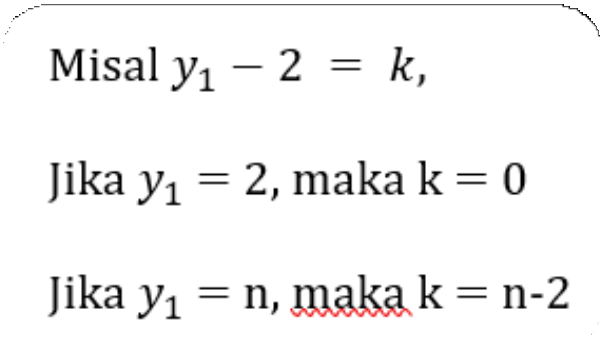 Misal y₁ − 2 = k,
Jika y₁ = 2, maka k = 0
Jika y₁ = n, maka k = n-2